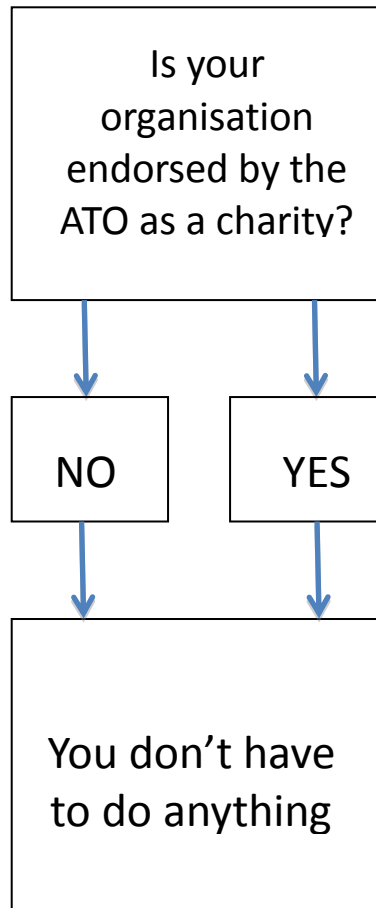 Is your
organisation
endorsed by the
ATO as a charity?
NO
YES
You don’t have
to do anything